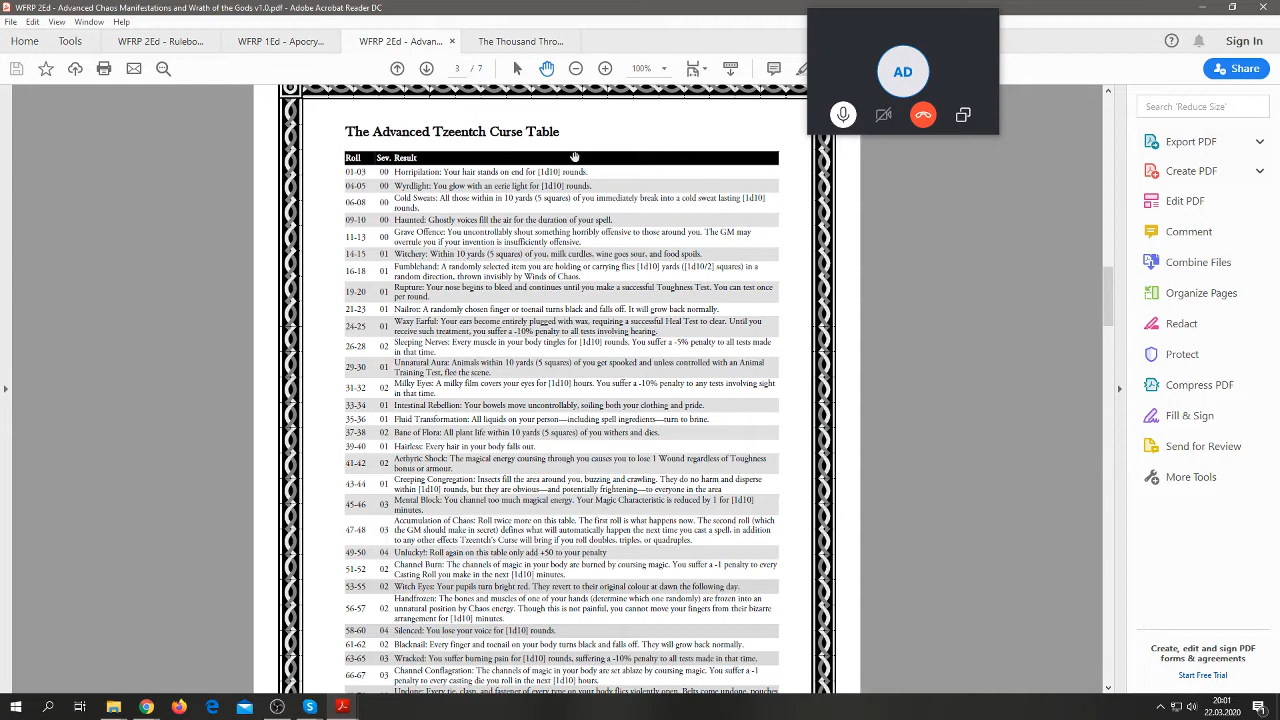 WFRP 2Ed - Advanced Chaos Manifestations and Wrath of the Gods v1.0.pdf - Adobe Acrobat Reader DC
File Edit View Window Help
Home Tools WFRP 2Ed - Rulebo... WFRP 1Ed - Apocry... WFRP 2Ed - Advan... The Thousand Thro...
Sign In
3 / 7 100%
Share
AD
Search 'Reduce Size'
Export PDF
Create PDF
Edit PDF
Comment
Combine Files
Organize Pages
Redact
Protect
Compress PDF
Fill & Sign
Send for Review
More Tools
Create, edit and sign PDF
forms & agreements
Start Free Trial
The Advanced Tzeentch Curse Table
Roll Sev. Result
01-03 00 Horripilation: Your hair stands on end for [1d10] rounds.
04-05 00 Wyrdlight: You glow with an eerie light for [1d10] rounds.
06-08 00 Cold Sweats: All those within in 10 yards (5 squares) of you immediately break into a cold sweat lasting [1d10]
rounds.
09-10 00 Haunted: Ghostly voices fill the air for the duration of your spell.
11-13 00 Grave Offence: You uncontrollably shout something horribly offensive to those around you. The GM may
overrule you if your invention is insufficiently offensive.
14-15 01 Witchery: Within 10 yards (5 squares) of you, milk curdles, wine goes sour, and food spoils.
16-18 01 Fumblehand: A randomly selected item you are holding or carrying flies [1d10] yards ([1d10/2] squares) in a
random direction, thrown invisibly by Winds of Chaos.
19-20 01 Rupture: Your nose begins to bleed and continues until you make a successful Toughness Test. You can test once
per round.
21-23 01 Nailrot: A randomly chosen finger or toenail turns black and falls off. It will grow back normally.
24-25 01 Waxy Earful: Your ears become entirely plugged with wax, requiring a successful Heal Test to clear. Until you
receive such treatment, you suffer a -10% penalty to all tests involving hearing.
26-28 02 Sleeping Nerves: Every muscle in your body tingles for [1d10] rounds. You suffer a -5% penalty to all tests made
in that time.
29-30 01 Unnatural Aura: Animals within 10 yards (5 squares) of you get spooked and unless controlled with an Animal
Training Test, flee the scene.
31-32 02 Milky Eyes: A milky film covers your eyes for [1d10] hours. You suffer a -10% penalty to any tests involving sight
in that time.
33-34 01 Intestinal Rebellion: Your bowels move uncontrollably, soiling both your clothing and pride.
35-36 01 Fluid Transformation: All liquids on your person—including spell ingredients—turn to brine.
37-38 02 Bane of Flora: All plant life within 10 yards (5 squares) of you withers and dies.
39-40 01 Hairless: Every hair in your body falls out.
41-42 02 Aethyric Shock: The magical energy coursing through you causes you to lose 1 Wound regardless of Toughness
bonus or armour.
43-44 01 Creeping Congregation: Insects fill the area around you, buzzing and crawling. They do no harm and disperse
within [1d10] rounds, but they are obvious—and potentially frightening—to everyone in the area
45-46 03 Mental Block: You channel too much magical energy. Your Magic Characteristic is reduced by 1 for [1d10]
minutes.
47-48 03 Accumulation of Chaos: Roll twice more on this table. The first roll is what happens now. The second roll (which
the GM should make in secret) defines what will automatically happen the next time you cast a spell, in addition
to any other effects Tzeentch's Curse will bring if you roll doubles, triples, or quadruples.
49-50 04 Unlucky!: Roll again on this table only add +50 to your penalty
51-52 02 Channel Burn: The channels of magic in your body are burned by coursing magic. You suffer a -1 penalty to every
Casting Roll you make in the next [1d10] minutes.
53-55 02 Witch Eyes: Your pupils turn bright red. They revert to their original colour at dawn the following day.
56-57 02 Handfrozen: The bones and muscles of one of your hands (determine which one randomly) are frozen into an
unnatural position by Chaos energy. Though this is not painful, you cannot move your fingers from their bizarre
arrangement for [1d10] minutes.
58-60 04 Silenced: You lose your voice for [1d10] rounds.
61-62 02 Blacknail: Every finger and toenail on your body turns black and falls off. They will grow back normally.
63-65 03 Wracked: You suffer burning pain for [1d10] rounds, suffering a -10% penalty to all tests made in that time.
66-67 03 Channel Conflagration: The channels of magic in your body are set ablaze by coursing magic. You suffer a -1
penalty to every casting die you roll in the next [1d10] hours.
Undone: Every tie, clasp, and fastener of every type on your body flies violently open. Belts come undone, pouches
20:01
22.03.2020